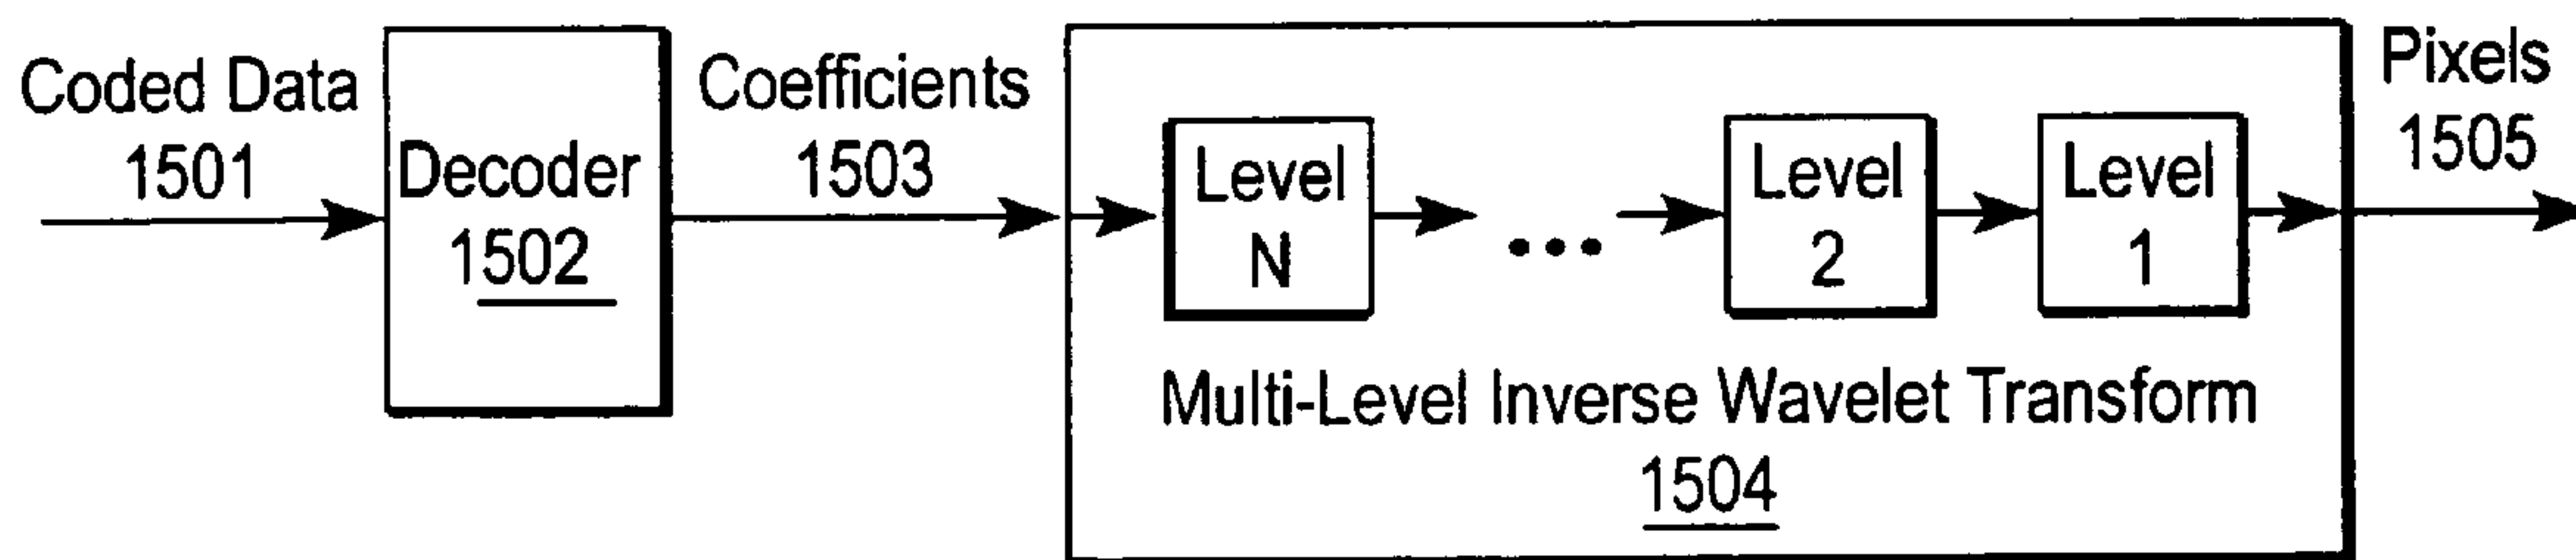 Coded Data
1501
Decoder
1502
Coefficients
1503
Level
N
...
Level
2
Level
1
Multi-Level Inverse Wavelet Transform
1504
Pixels
1505